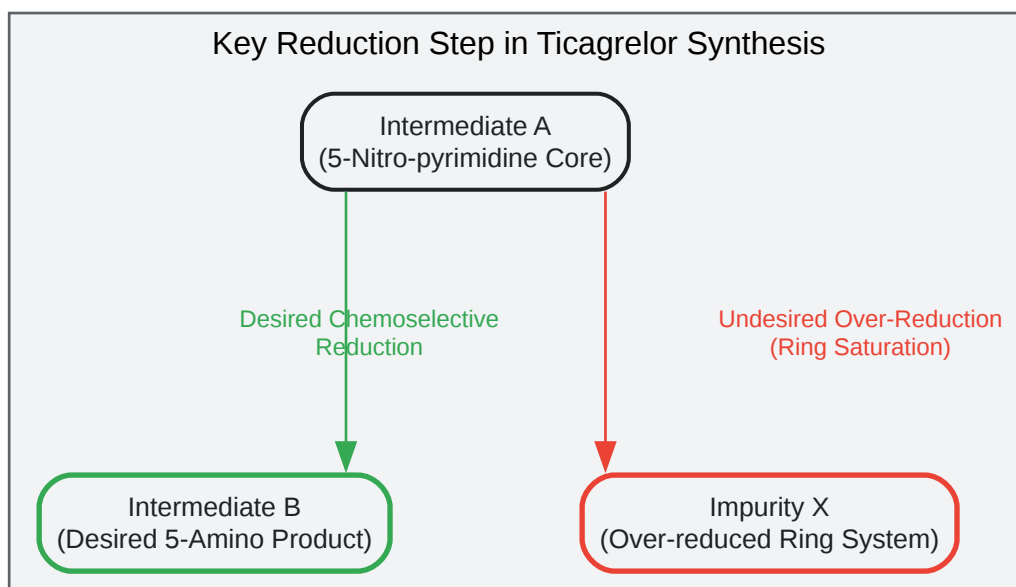 Key Reduction Step in Ticagrelor Synthesis
Intermediate A
(5-Nitro-pyrimidine Core)
Desired Chemoselective
Reduction
Undesired Over-Reduction
(Ring Saturation)
Intermediate B
(Desired 5-Amino Product)
Impurity X
(Over-reduced Ring System)